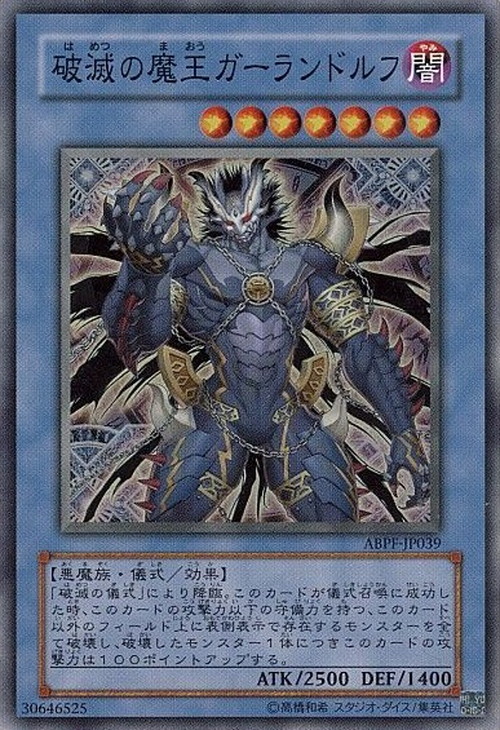 破滅の魔王ガーランドルフ
闇
ABPF-JP039
【悪魔族・儀式／効果】
「破滅の儀式」により降臨。このカードが儀式召喚に成功し
た時、このカードの攻撃力以下の守備力を持つ、このカード
以外のフィールド上に表側表示で存在するモンスターを全
て破壊し、破壊したモンスター１体につきこのカードの攻
撃力は１００ポイントアップする。
ATK/2500 DEF/1400
30646525
©高橋和希 スタジオ・ダイス/集英社